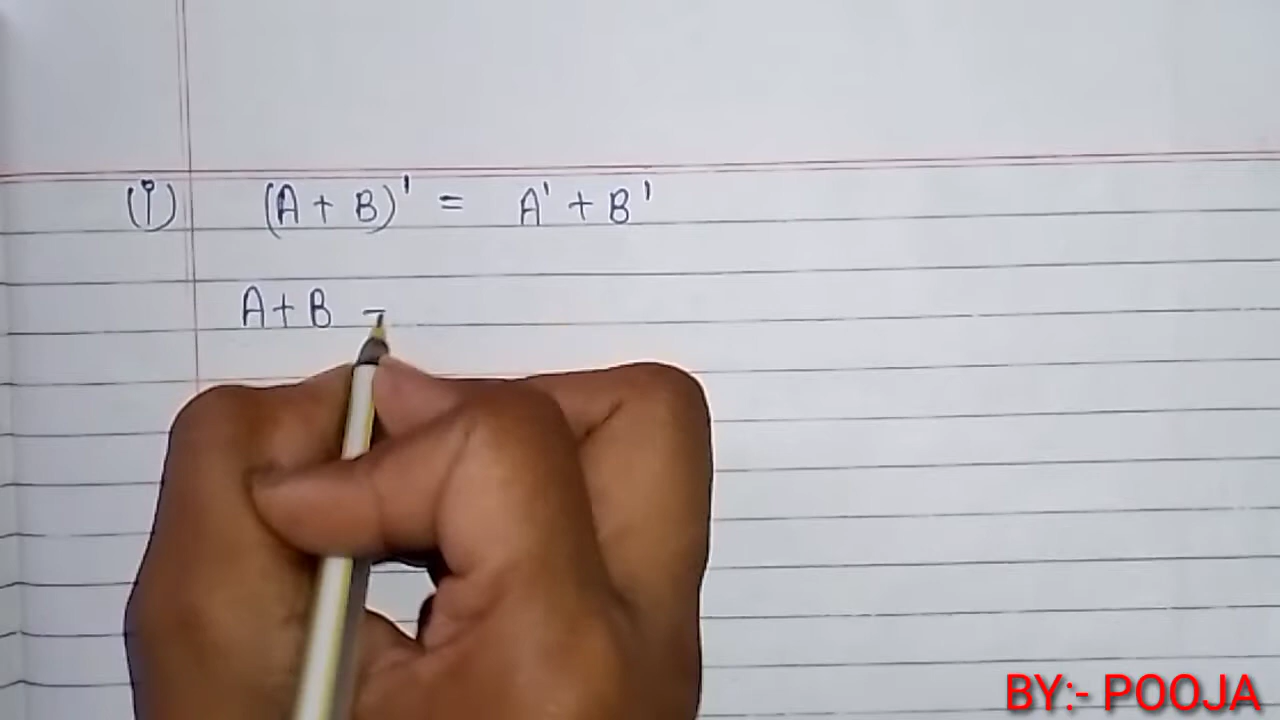 (i) (A + B)' = A' + B'
A + B =
BY:- POOJA